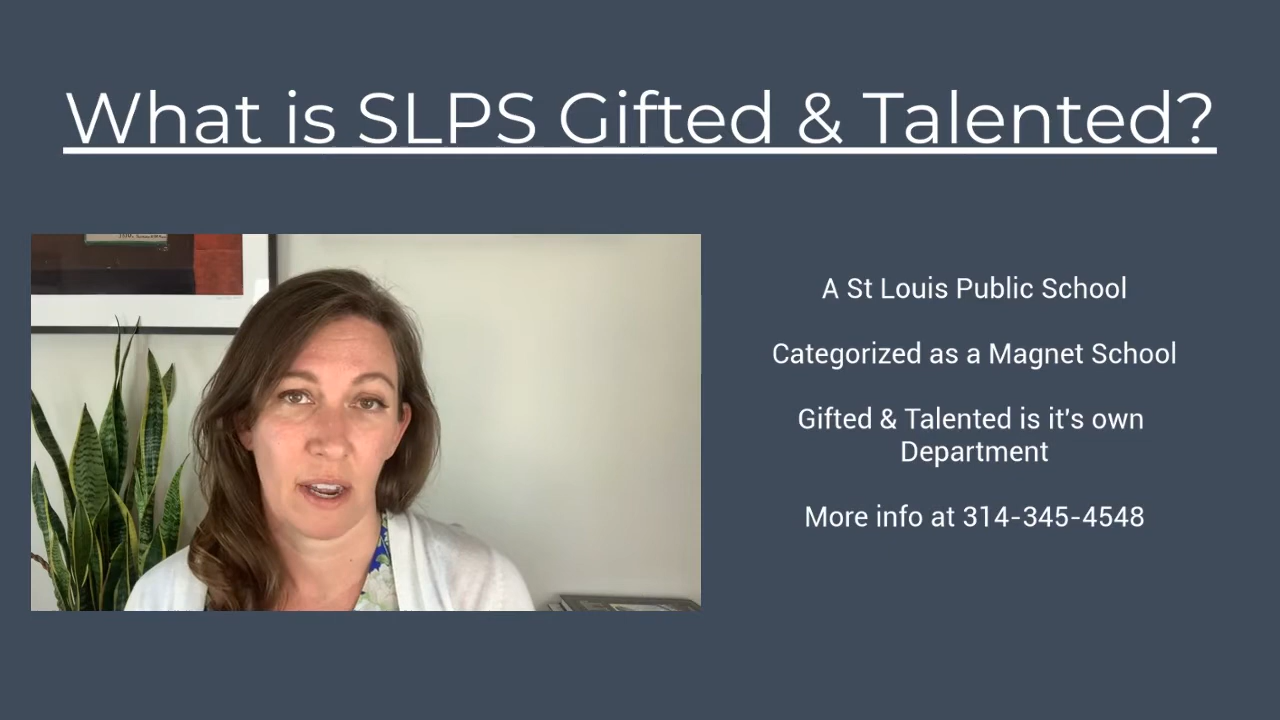 What is SLPS Gifted & Talented?
A St Louis Public School
Categorized as a Magnet School
Gifted & Talented is it's own
Department
More info at 314-345-4548